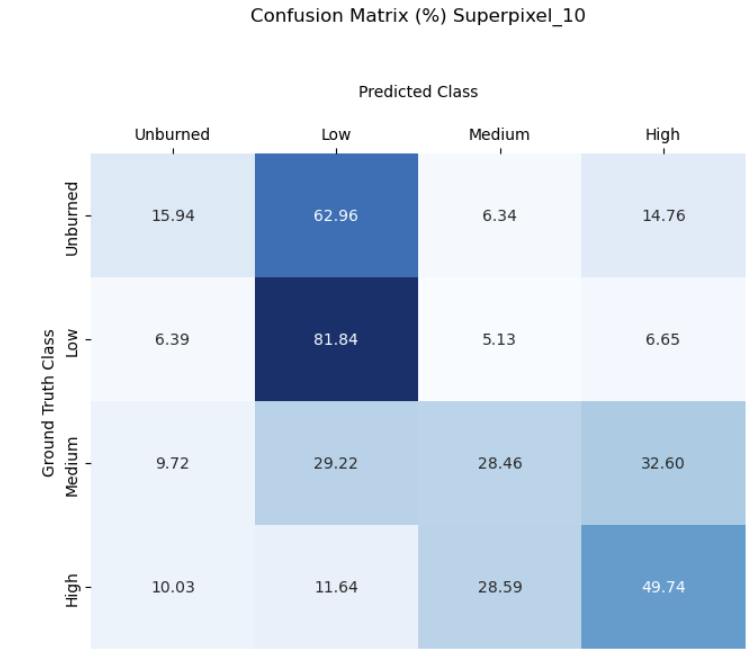 Confusion Matrix (%) Superpixel_10
Predicted Class
Unburned Low Medium High
Ground Truth Class
Unburned 15.94 62.96 6.34 14.76
Low 6.39 81.84 5.13 6.65
Medium 9.72 29.22 28.46 32.60
High 10.03 11.64 28.59 49.74